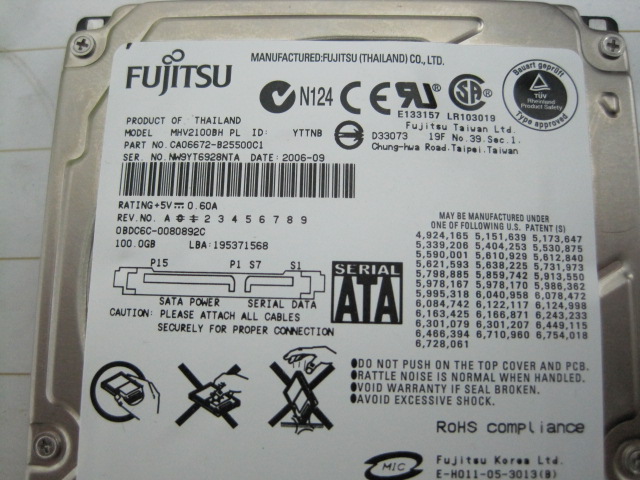 MANUFACTURED:FUJITSU (THAILAND) CO., LTD.
FUJITSU
N124
E133157 LR103019
Bauart geprüft
TÜV
Rheinland
Product Safety
Type approved
PRODUCT OF THAILAND
MODEL MHV2100BH PL ID: YTTNB
PART NO. CA06672-B25500C1
SER. NO. NW9YT6928NTA DATE: 2006-09
D33073
Fujitsu Taiwan Ltd.
19F No.39,Sec.1,
Chung-hwa Road,Taipei,Taiwan
RATING+5V⎓0.60A
REV.NO. A 2 3 4 5 6 7 8 9
0BDC6C-0080892C
100.0GB LBA:195371568
P15 P1 S7 S1
SATA POWER SERIAL DATA
CAUTION: PLEASE ATTACH ALL CABLES
SECURELY FOR PROPER CONNECTION
SERIAL
ATA
MAY BE MANUFACTURED UNDER
ONE OF FOLLOWING U.S. PATENT (S)
4,924,165 5,151,639 5,173,647
5,339,206 5,404,253 5,530,875
5,590,001 5,610,929 5,612,840
5,621,593 5,638,225 5,731,973
5,798,885 5,859,742 5,913,550
5,978,167 5,978,170 5,986,362
5,995,318 6,040,958 6,078,472
6,084,742 6,122,117 6,124,998
6,163,425 6,166,871 6,243,233
6,301,079 6,301,207 6,449,115
6,466,394 6,710,960 6,754,018
6,728,061
●DO NOT PUSH ON THE TOP COVER AND PCB.
●RATTLE NOISE IS NORMAL WHEN HANDLED.
●VOID WARRANTY IF SEAL BROKEN.
●AVOID EXCESSIVE SHOCK.
RoHS compliance
MIC
Fujitsu Korea Ltd.
E-H011-05-3013(B)